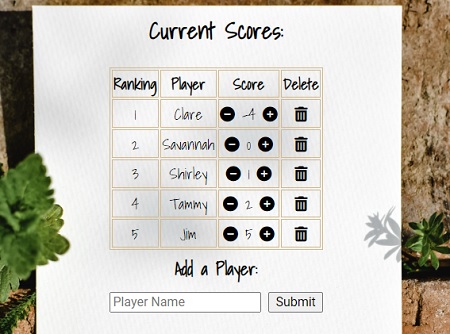 Current Scores:
Ranking Player Score Delete
1 Clare -4
2 Savannah 0
3 Shirley 1
4 Tammy 2
5 Jim 5
Add a Player:
Player Name Submit